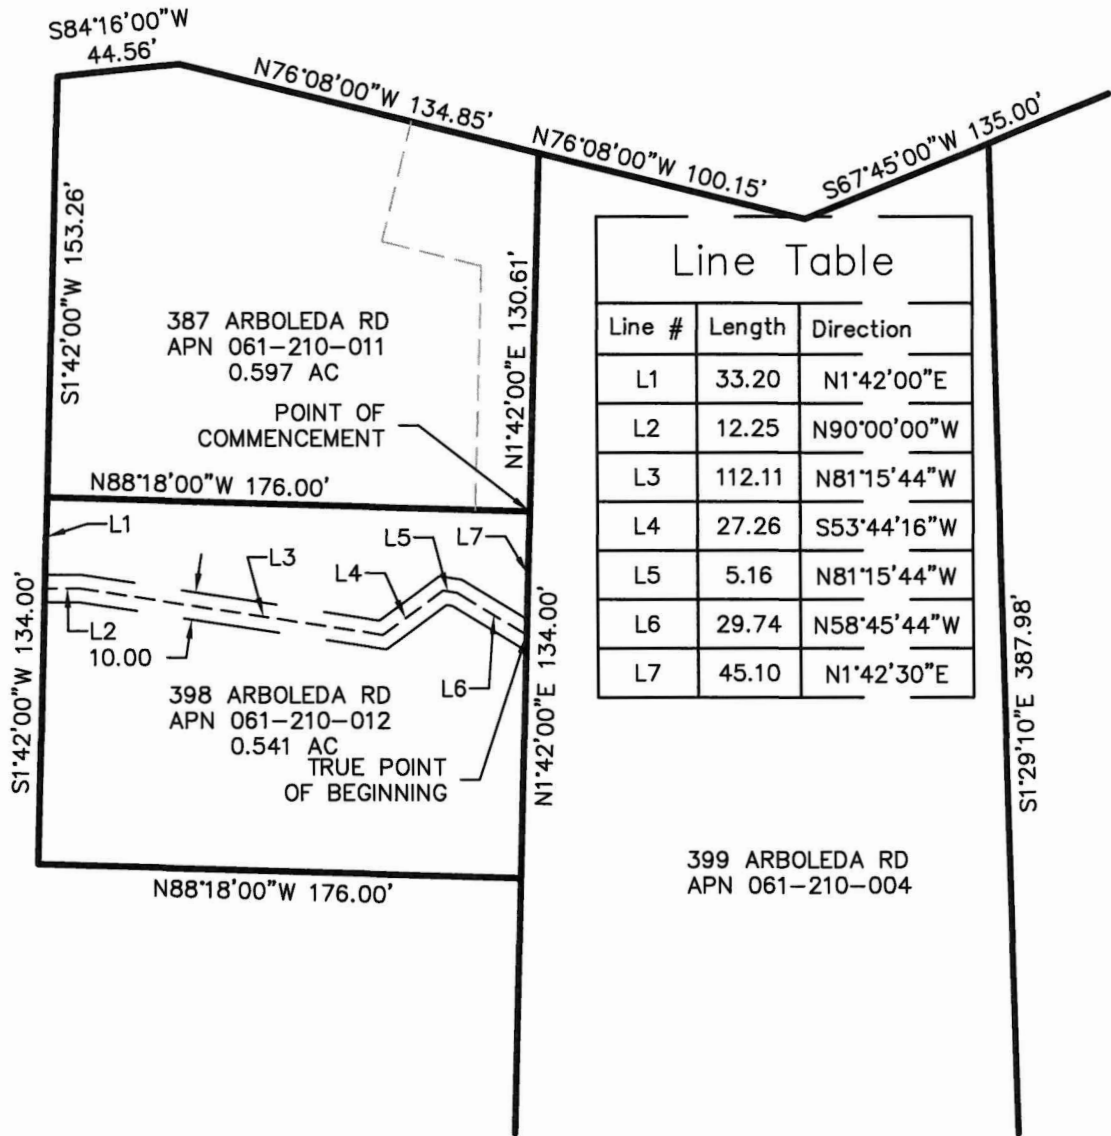 S84°16'00"W
44.56'
N76°08'00"W 134.85'
N76°08'00"W 100.15'
S67°45'00"W 135.00'
S1°42'00"W 153.26'
387 ARBOLEDA RD
APN 061-210-011
0.597 AC
N1°42'00"E 130.61'
POINT OF
COMMENCEMENT
N88°18'00"W 176.00'
Line Table
Line # Length Direction
L1 33.20 N1°42'00"E
L2 12.25 N90°00'00"W
L3 112.11 N81°15'44"W
L4 27.26 S53°44'16"W
L5 5.16 N81°15'44"W
L6 29.74 N58°45'44"W
L7 45.10 N1°42'30"E
L1
L3
L5
L7
L4
L2
10.00
L6
S1°42'00"W 134.00'
398 ARBOLEDA RD
APN 061-210-012
0.541 AC
TRUE POINT
OF BEGINNING
N1°42'00"E 134.00'
S1°29'10"E 387.98'
N88°18'00"W 176.00'
399 ARBOLEDA RD
APN 061-210-004